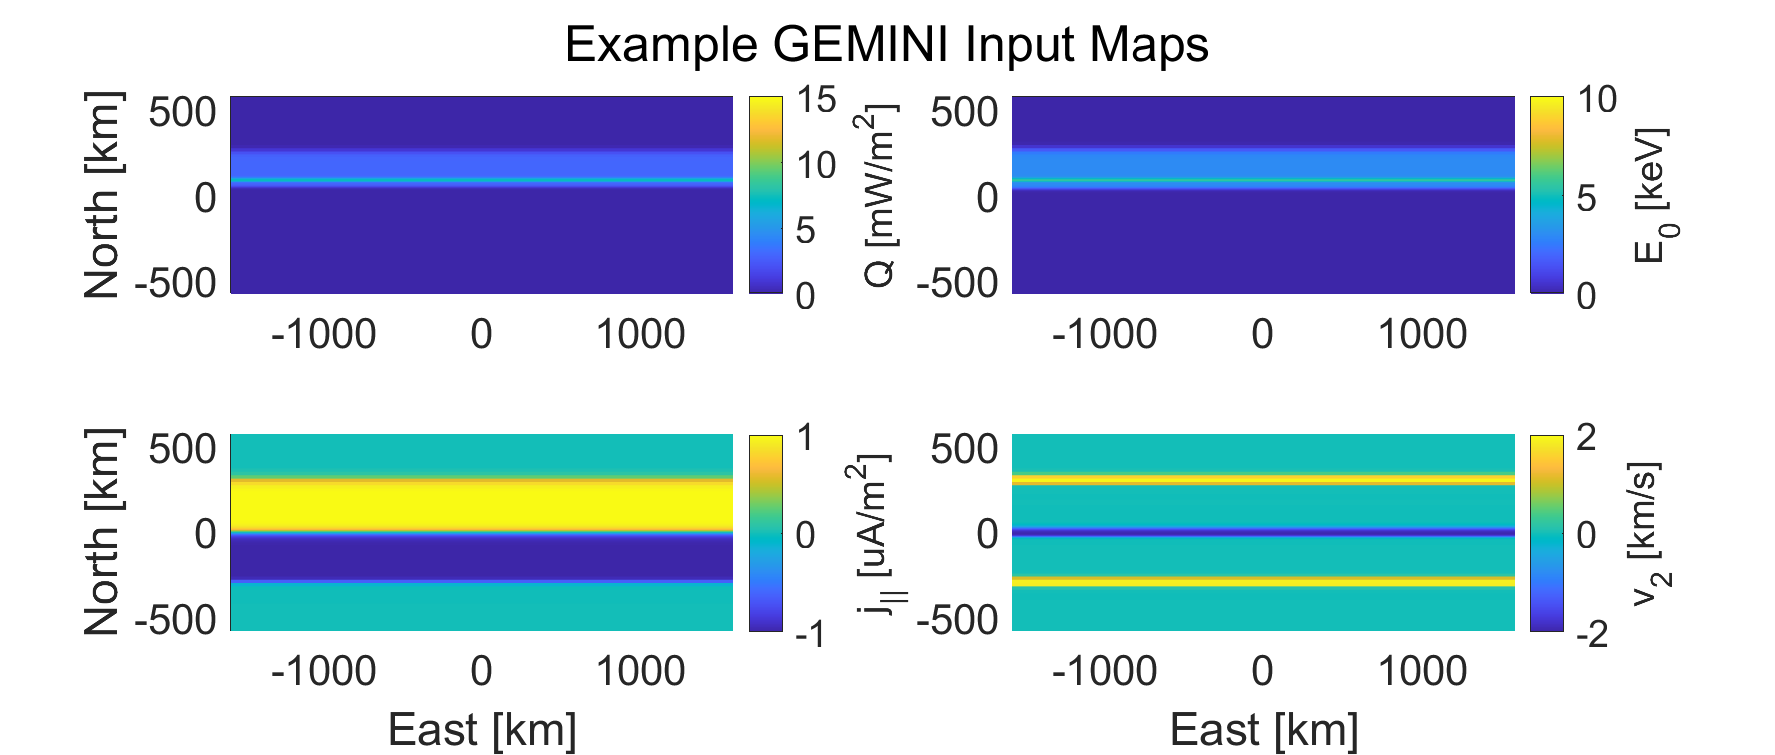 Example GEMINI Input Maps
North [km]
500
0
-500
-1000 0 1000
15
10
5
0
Q [mW/m²]
500
0
-500
-1000 0 1000
10
5
0
E₀ [keV]
North [km]
500
0
-500
-1000 0 1000
East [km]
1
0
-1
j|| [uA/m²]
500
0
-500
-1000 0 1000
East [km]
2
0
-2
v₂ [km/s]